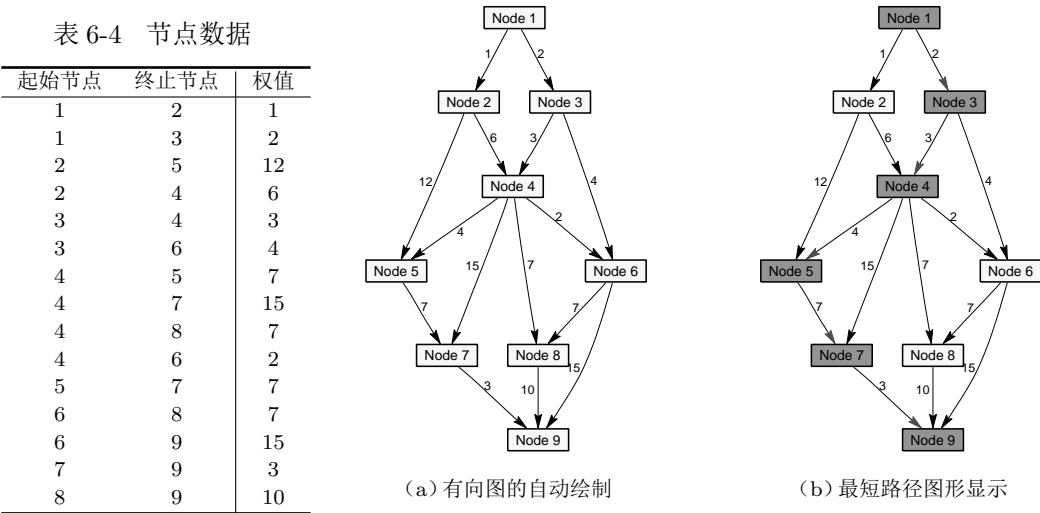 表 6-4 节点数据
起始节点 终止节点 权值
1 2 1
1 3 2
2 5 12
2 4 6
3 4 3
3 6 4
4 5 7
4 7 15
4 8 7
4 6 2
5 7 7
6 8 7
6 9 15
7 9 3
8 9 10
Node 1
1 2
Node 2 Node 3
6 3
Node 4
12 4
2
4
15 7
Node 5 Node 6
7 7
Node 7 Node 8
15
3 10
Node 9
(a)有向图的自动绘制
Node 1
1 2
Node 2 Node 3
6 3
Node 4
12 4
2
4
15 7
Node 5 Node 6
7 7
Node 7 Node 8
15
3 10
Node 9
(b)最短路径图形显示